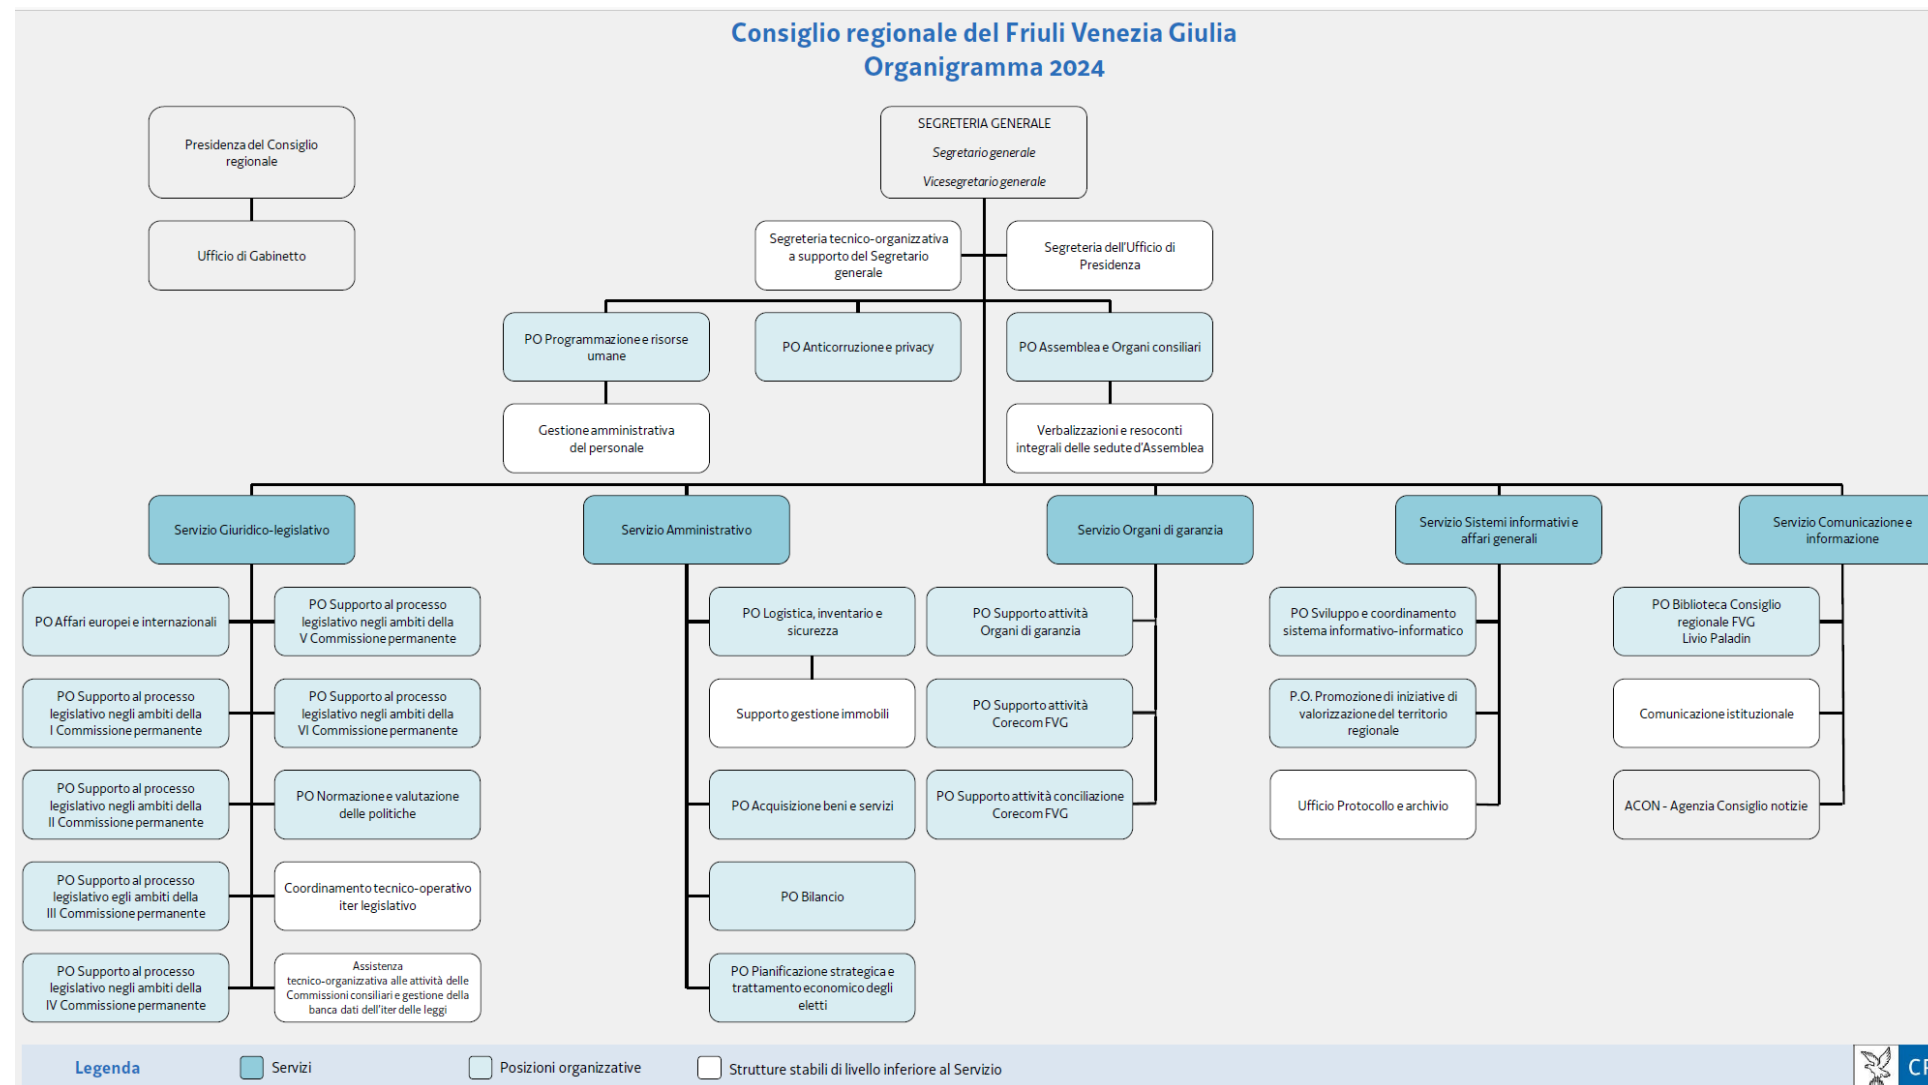 Consiglio regionale del Friuli Venezia Giulia
Organigramma 2024
Presidenza del Consiglio
regionale
SEGRETERIA GENERALE
Segretario generale
Vicesegretario generale
Ufficio di Gabinetto
Segreteria tecnico-organizzativa
a supporto del Segretario
generale
Segreteria dell'Ufficio di
Presidenza
PO Programmazione e risorse
umane
PO Anticorruzione e privacy
PO Assemblea e Organi consiliari
Gestione amministrativa
del personale
Verbalizzazioni e resoconti
integrali delle sedute d'Assemblea
Servizio Giuridico-legislativo
Servizio Amministrativo
Servizio Organi di garanzia
Servizio Sistemi informativi e
affari generali
Servizio Comunicazione e
informazione
PO Affari europei e internazionali
PO Supporto al processo
legislativo negli ambiti della
V Commissione permanente
PO Supporto al processo
legislativo negli ambiti della
I Commissione permanente
PO Supporto al processo
legislativo negli ambiti della
VI Commissione permanente
PO Supporto al processo
legislativo negli ambiti della
II Commissione permanente
PO Normazione e valutazione
delle politiche
PO Supporto al processo
legislativo egli ambiti della
III Commissione permanente
Coordinamento tecnico-operativo
iter legislativo
PO Supporto al processo
legislativo negli ambiti della
IV Commissione permanente
Assistenza
tecnico-organizzativa alle attività delle
Commissioni consiliari e gestione della
banca dati dell'iter delle leggi
PO Logistica, inventario e
sicurezza
Supporto gestione immobili
PO Acquisizione beni e servizi
PO Bilancio
PO Pianificazione strategica e
trattamento economico degli
eletti
PO Supporto attività
Organi di garanzia
PO Supporto attività
Corecom FVG
PO Supporto attività conciliazione
Corecom FVG
PO Sviluppo e coordinamento
sistema informativo-informatico
P.O. Promozione di iniziative di
valorizzazione del territorio
regionale
Ufficio Protocollo e archivio
PO Biblioteca Consiglio
regionale FVG
Livio Paladin
Comunicazione istituzionale
ACON - Agenzia Consiglio notizie
Legenda
Servizi
Posizioni organizzative
Strutture stabili di livello inferiore al Servizio